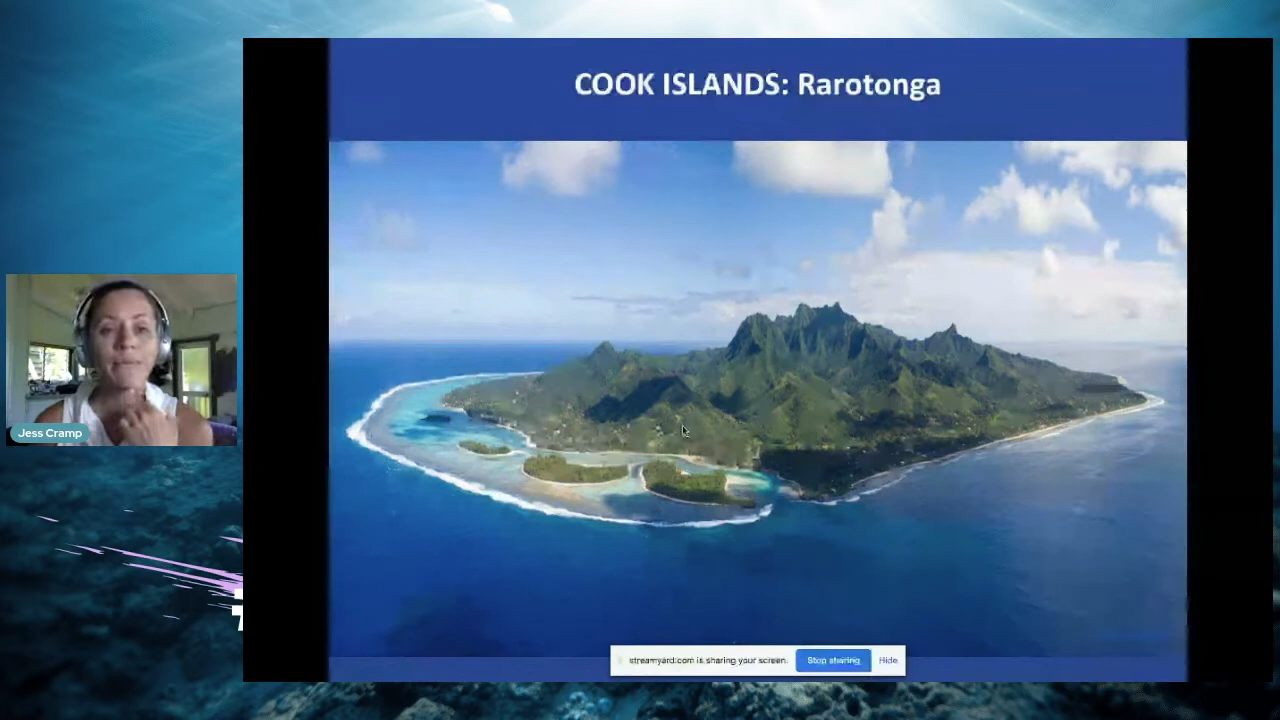 COOK ISLANDS: Rarotonga
Jess Cramp
streamyard.com is sharing your screen. Stop sharing Hide